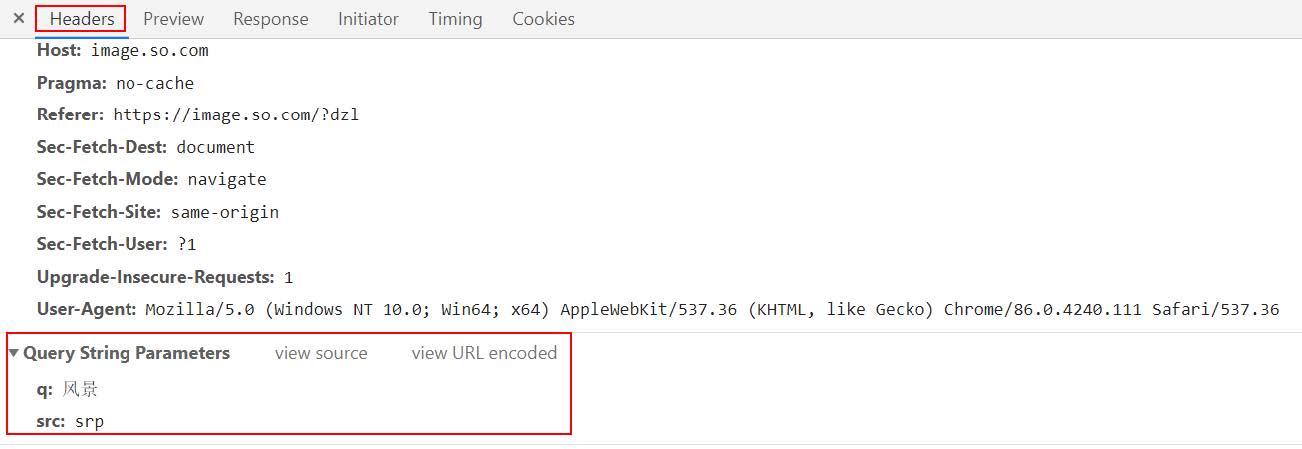 × Headers Preview Response Initiator Timing Cookies
Host: image.so.com
Pragma: no-cache
Referer: https://image.so.com/?dzl
Sec-Fetch-Dest: document
Sec-Fetch-Mode: navigate
Sec-Fetch-Site: same-origin
Sec-Fetch-User: ?1
Upgrade-Insecure-Requests: 1
User-Agent: Mozilla/5.0 (Windows NT 10.0; Win64; x64) AppleWebKit/537.36 (KHTML, like Gecko) Chrome/86.0.4240.111 Safari/537.36
▼Query String Parameters view source view URL encoded
q: 风景
src: srp